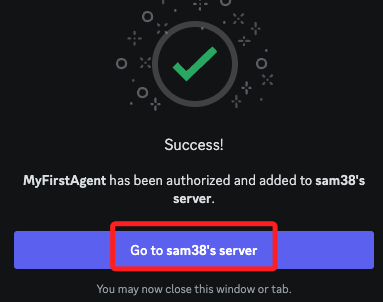 Success!
MyFirstAgent has been authorized and added to sam38's
server.
Go to sam38's server
You may now close this window or tab.